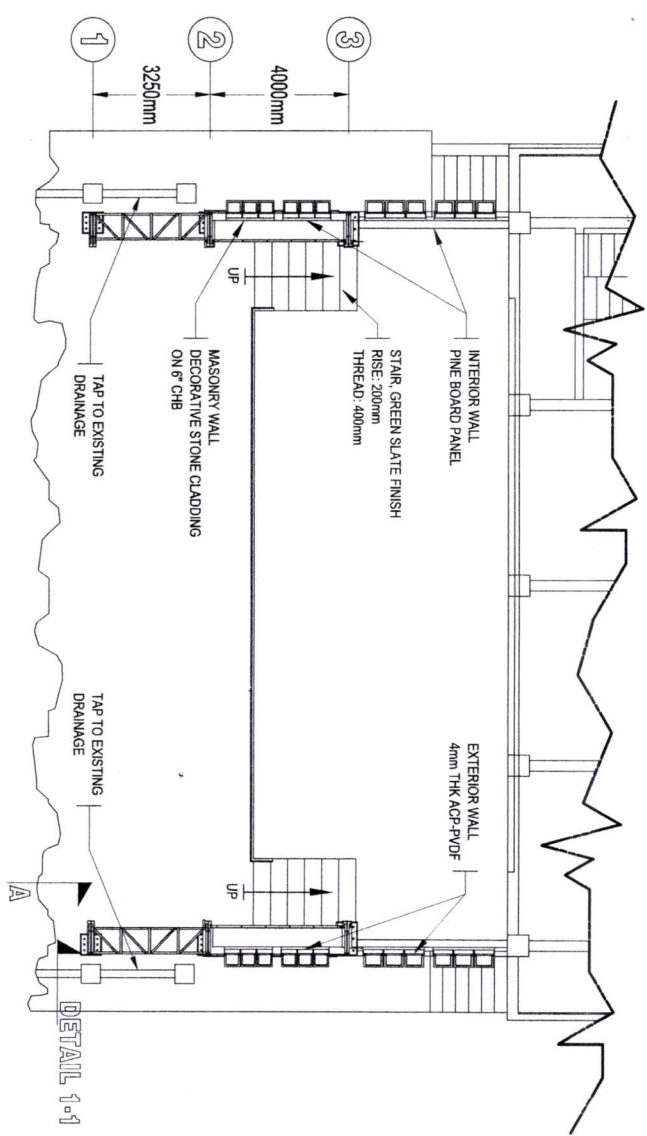 1
2
3
3250mm
4000mm
UP
INTERIOR WALL
PINE BOARD PANEL
STAIR, GREEN SLATE FINISH
RISE: 200mm
THREAD: 400mm
MASONRY WALL
DECORATIVE STONE CLADDING
ON 6" CHB
TAP TO EXISTING
DRAINAGE
EXTERIOR WALL
4mm THK ACP-PVDF
UP
TAP TO EXISTING
DRAINAGE
A
DETAIL 1-1